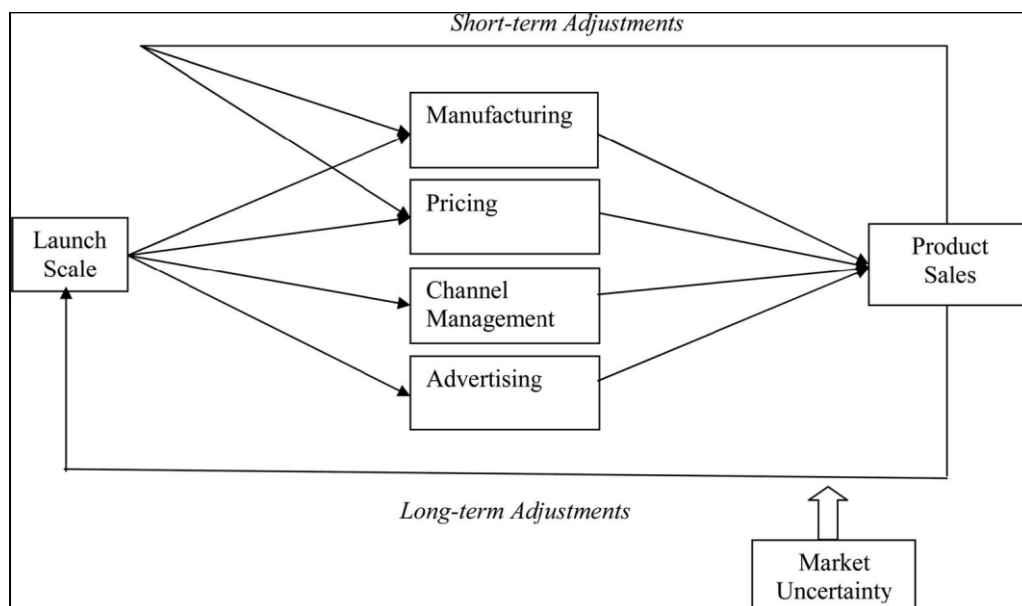 Short-term Adjustments
Manufacturing
Pricing
Launch
Scale
Channel
Management
Advertising
Product
Sales
Long-term Adjustments
Market
Uncertainty